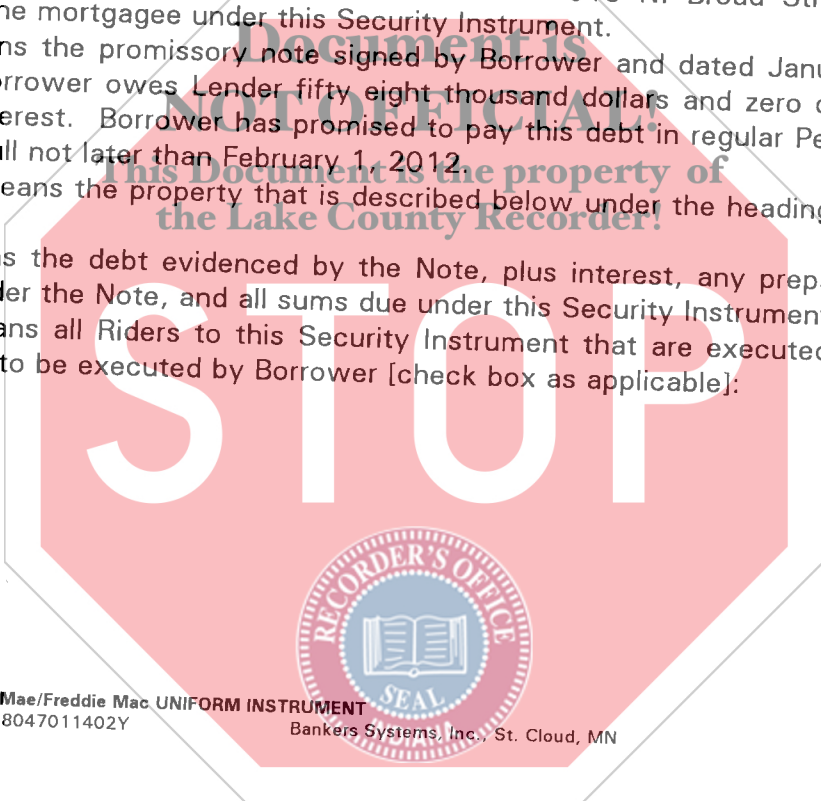 he mortgagee under this Security Instrument.
Document is
ns the promissory note signed by Borrower and dated Janu
orrower owes Lender fifty eight thousand dollars and zero c
NOT OFFICIAL!
erest. Borrower has promised to pay this debt in regular Pe
ll not later than February 1, 2012.
This Document is the property of
eans the property that is described below under the heading
the Lake County Recorder!
s the debt evidenced by the Note, plus interest, any prep
der the Note, and all sums due under this Security Instrument
ans all Riders to this Security Instrument that are executed
to be executed by Borrower [check box as applicable]:
STOP
RECORDER'S OFFICE
SEAL
INDIANA
Mae/Freddie Mac UNIFORM INSTRUMENT
8047011402Y
Bankers Systems, Inc., St. Cloud, MN